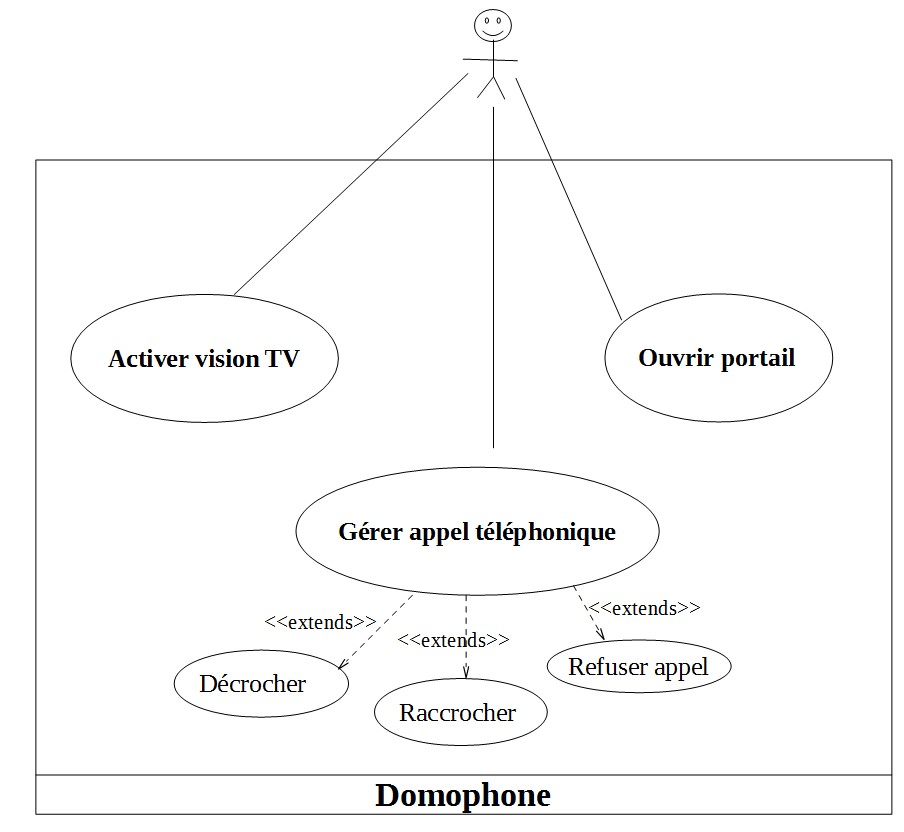 Activer vision TV
Ouvrir portail
Gérer appel téléphonique
<<extends>>
<<extends>>
<<extends>>
Décrocher
Raccrocher
Refuser appel
Domophone